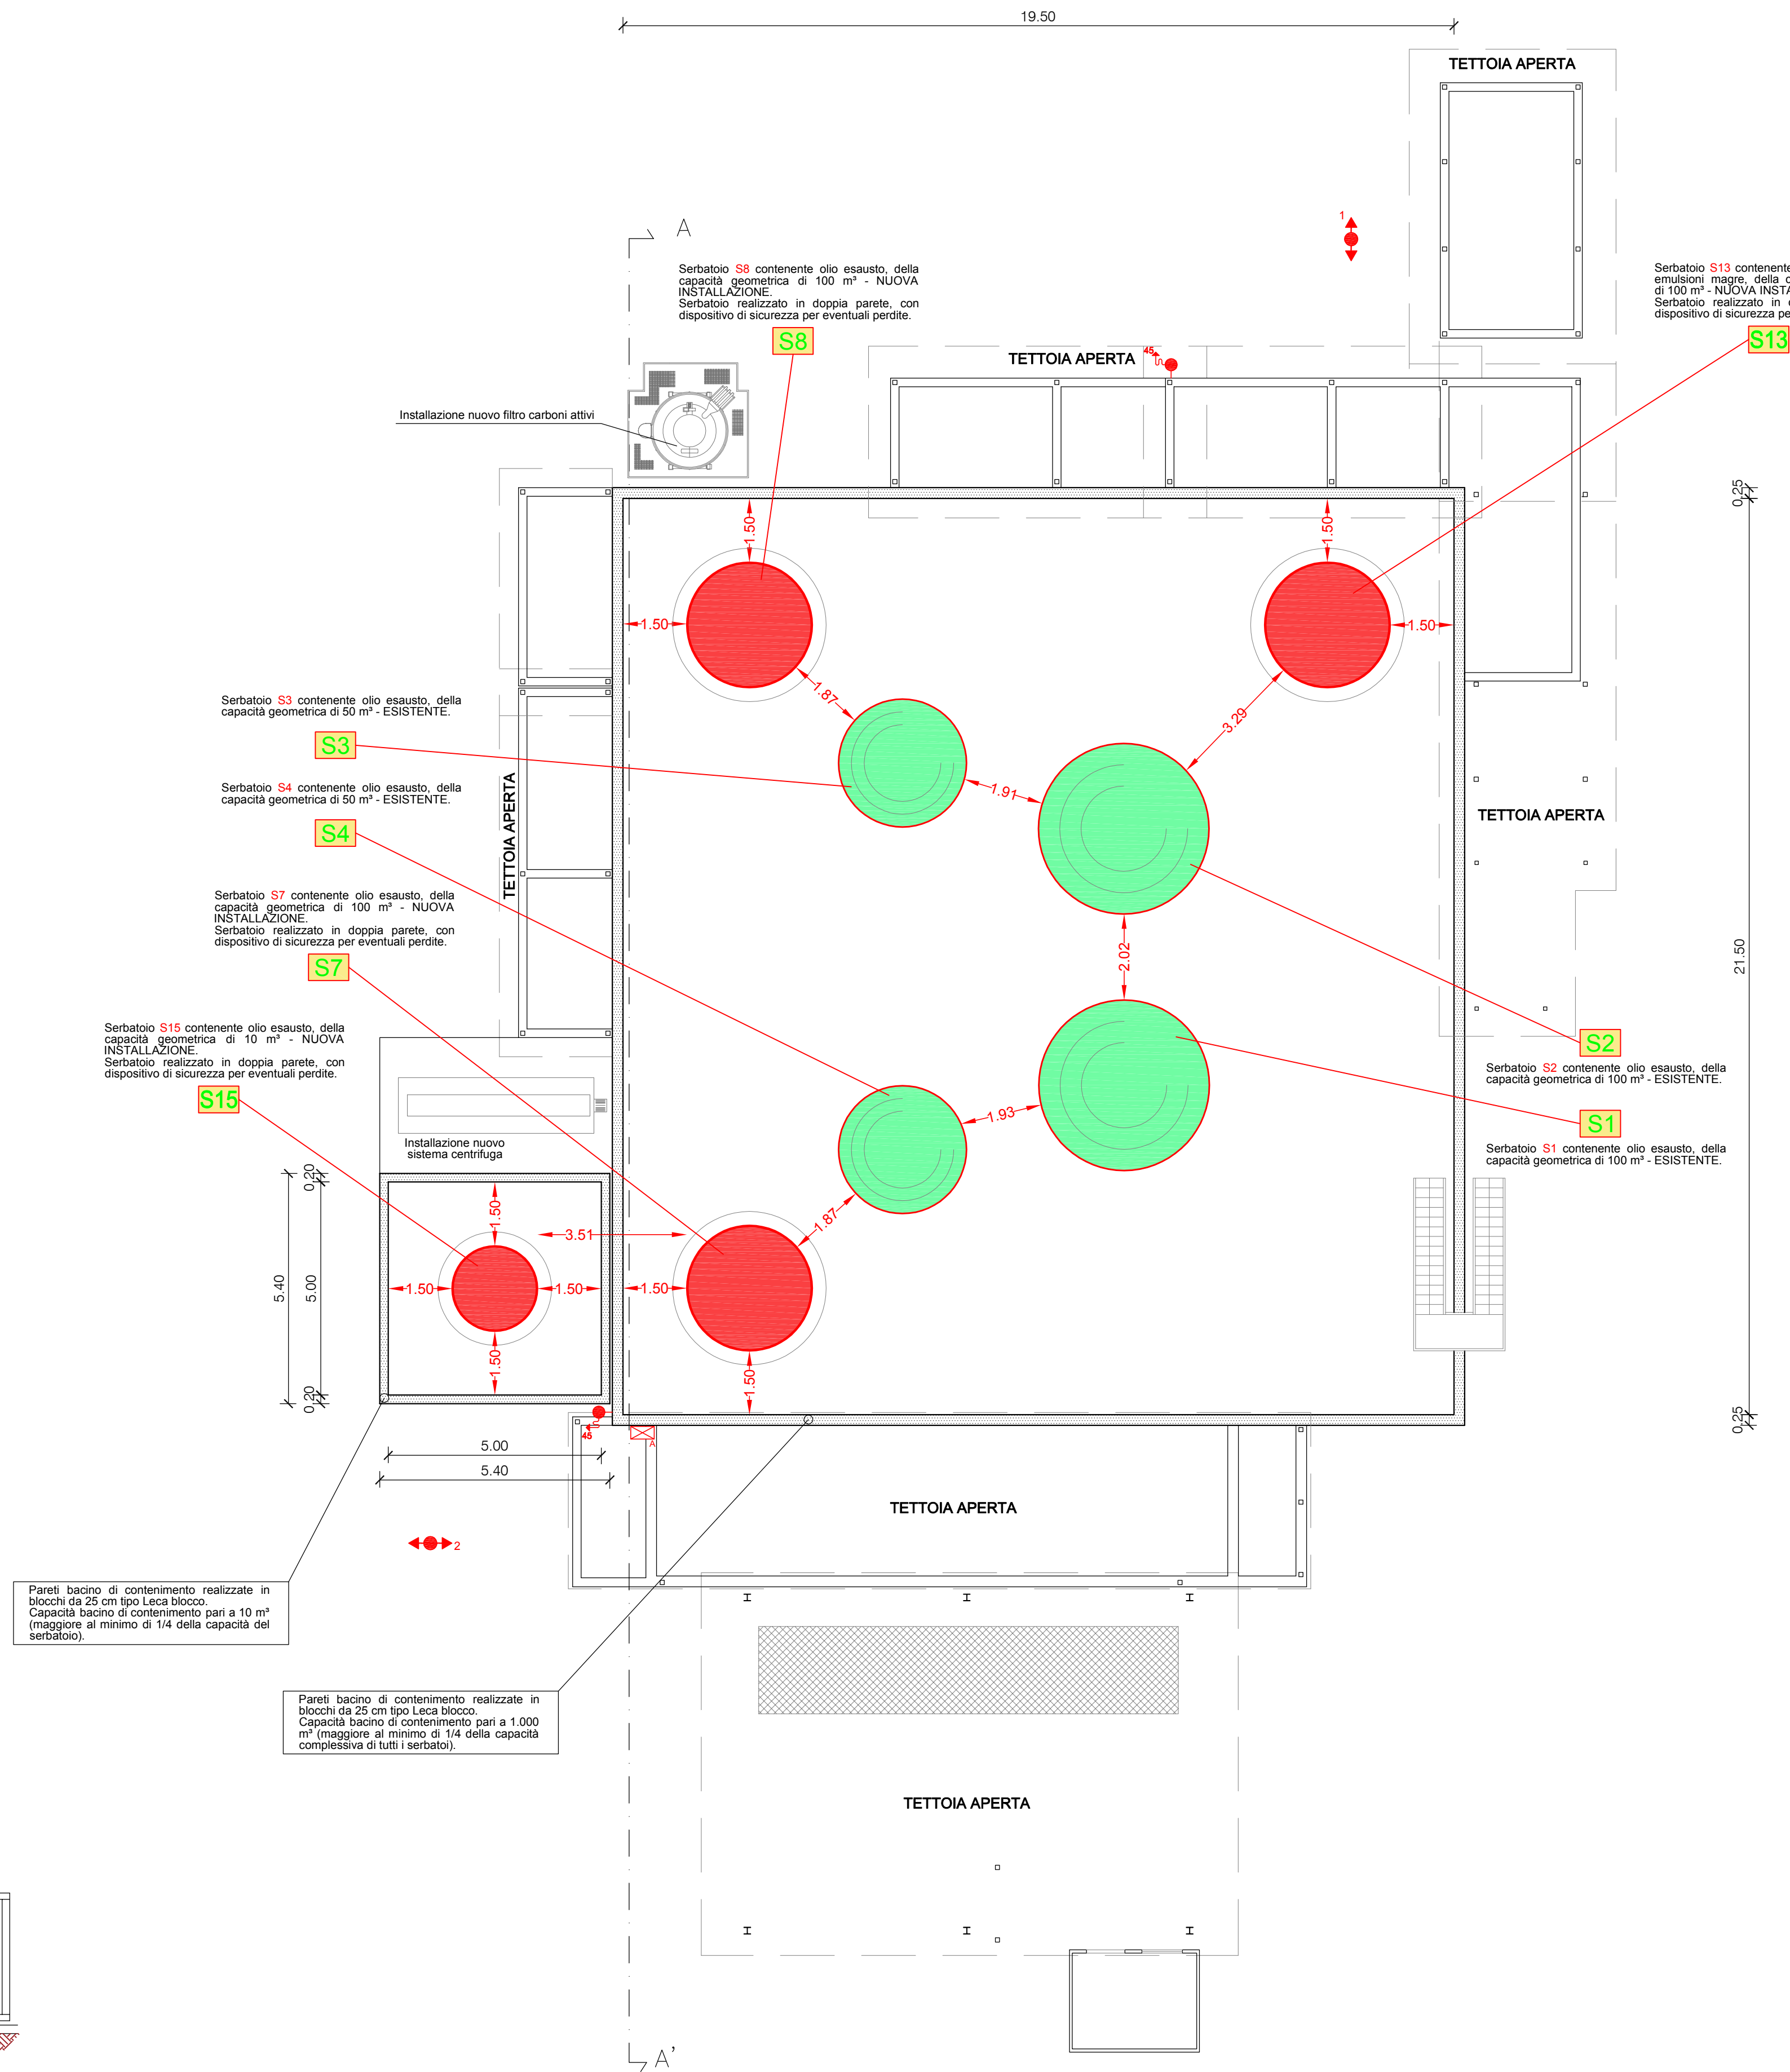 19.50
TETTOIA APERTA
1
A
Serbatoio S8 contenente olio esausto, della
capacità geometrica di 100 m³ - NUOVA
INSTALLAZIONE.
Serbatoio realizzato in doppia parete, con
dispositivo di sicurezza per eventuali perdite.
S8
Serbatoio S13 contenente
emulsioni magre, della
di 100 m³ - NUOVA
Serbatoio realizzato in
dispositivo di sicurezza
S13
TETTOIA APERTA
45
Installazione nuovo filtro carboni attivi
0.25
1.50
1.50
1.50
1.50
1.87
3.29
Serbatoio S3 contenente olio esausto, della
capacità geometrica di 50 m³ - ESISTENTE.
S3
1.91
Serbatoio S4 contenente olio esausto, della
capacità geometrica di 50 m³ - ESISTENTE.
S4
TETTOIA APERTA
TETTOIA APERTA
Serbatoio S7 contenente olio esausto, della
capacità geometrica di 100 m³ - NUOVA
INSTALLAZIONE.
Serbatoio realizzato in doppia parete, con
dispositivo di sicurezza per eventuali perdite.
S7
2.02
21.50
Serbatoio S15 contenente olio esausto, della
capacità geometrica di 10 m³ - NUOVA
INSTALLAZIONE.
Serbatoio realizzato in doppia parete, con
dispositivo di sicurezza per eventuali perdite.
S15
S2
Serbatoio S2 contenente olio esausto, della
capacità geometrica di 100 m³ - ESISTENTE.
S1
Serbatoio S1 contenente olio esausto, della
capacità geometrica di 100 m³ - ESISTENTE.
1.93
Installazione nuovo
sistema centrifuga
0.20
1.50
1.87
3.51
5.40
5.00
1.50
1.50
1.50
1.50
1.50
0.20
0.25
45
A
5.00
5.40
TETTOIA APERTA
2
Pareti bacino di contenimento realizzate in
blocchi da 25 cm tipo Leca blocco.
Capacità bacino di contenimento pari a 10 m³
(maggiore al minimo di 1/4 della capacità del
serbatoio).
Pareti bacino di contenimento realizzate in
blocchi da 25 cm tipo Leca blocco.
Capacità bacino di contenimento pari a 1.000
m³ (maggiore al minimo di 1/4 della capacità
complessiva di tutti i serbatoi).
TETTOIA APERTA
A'